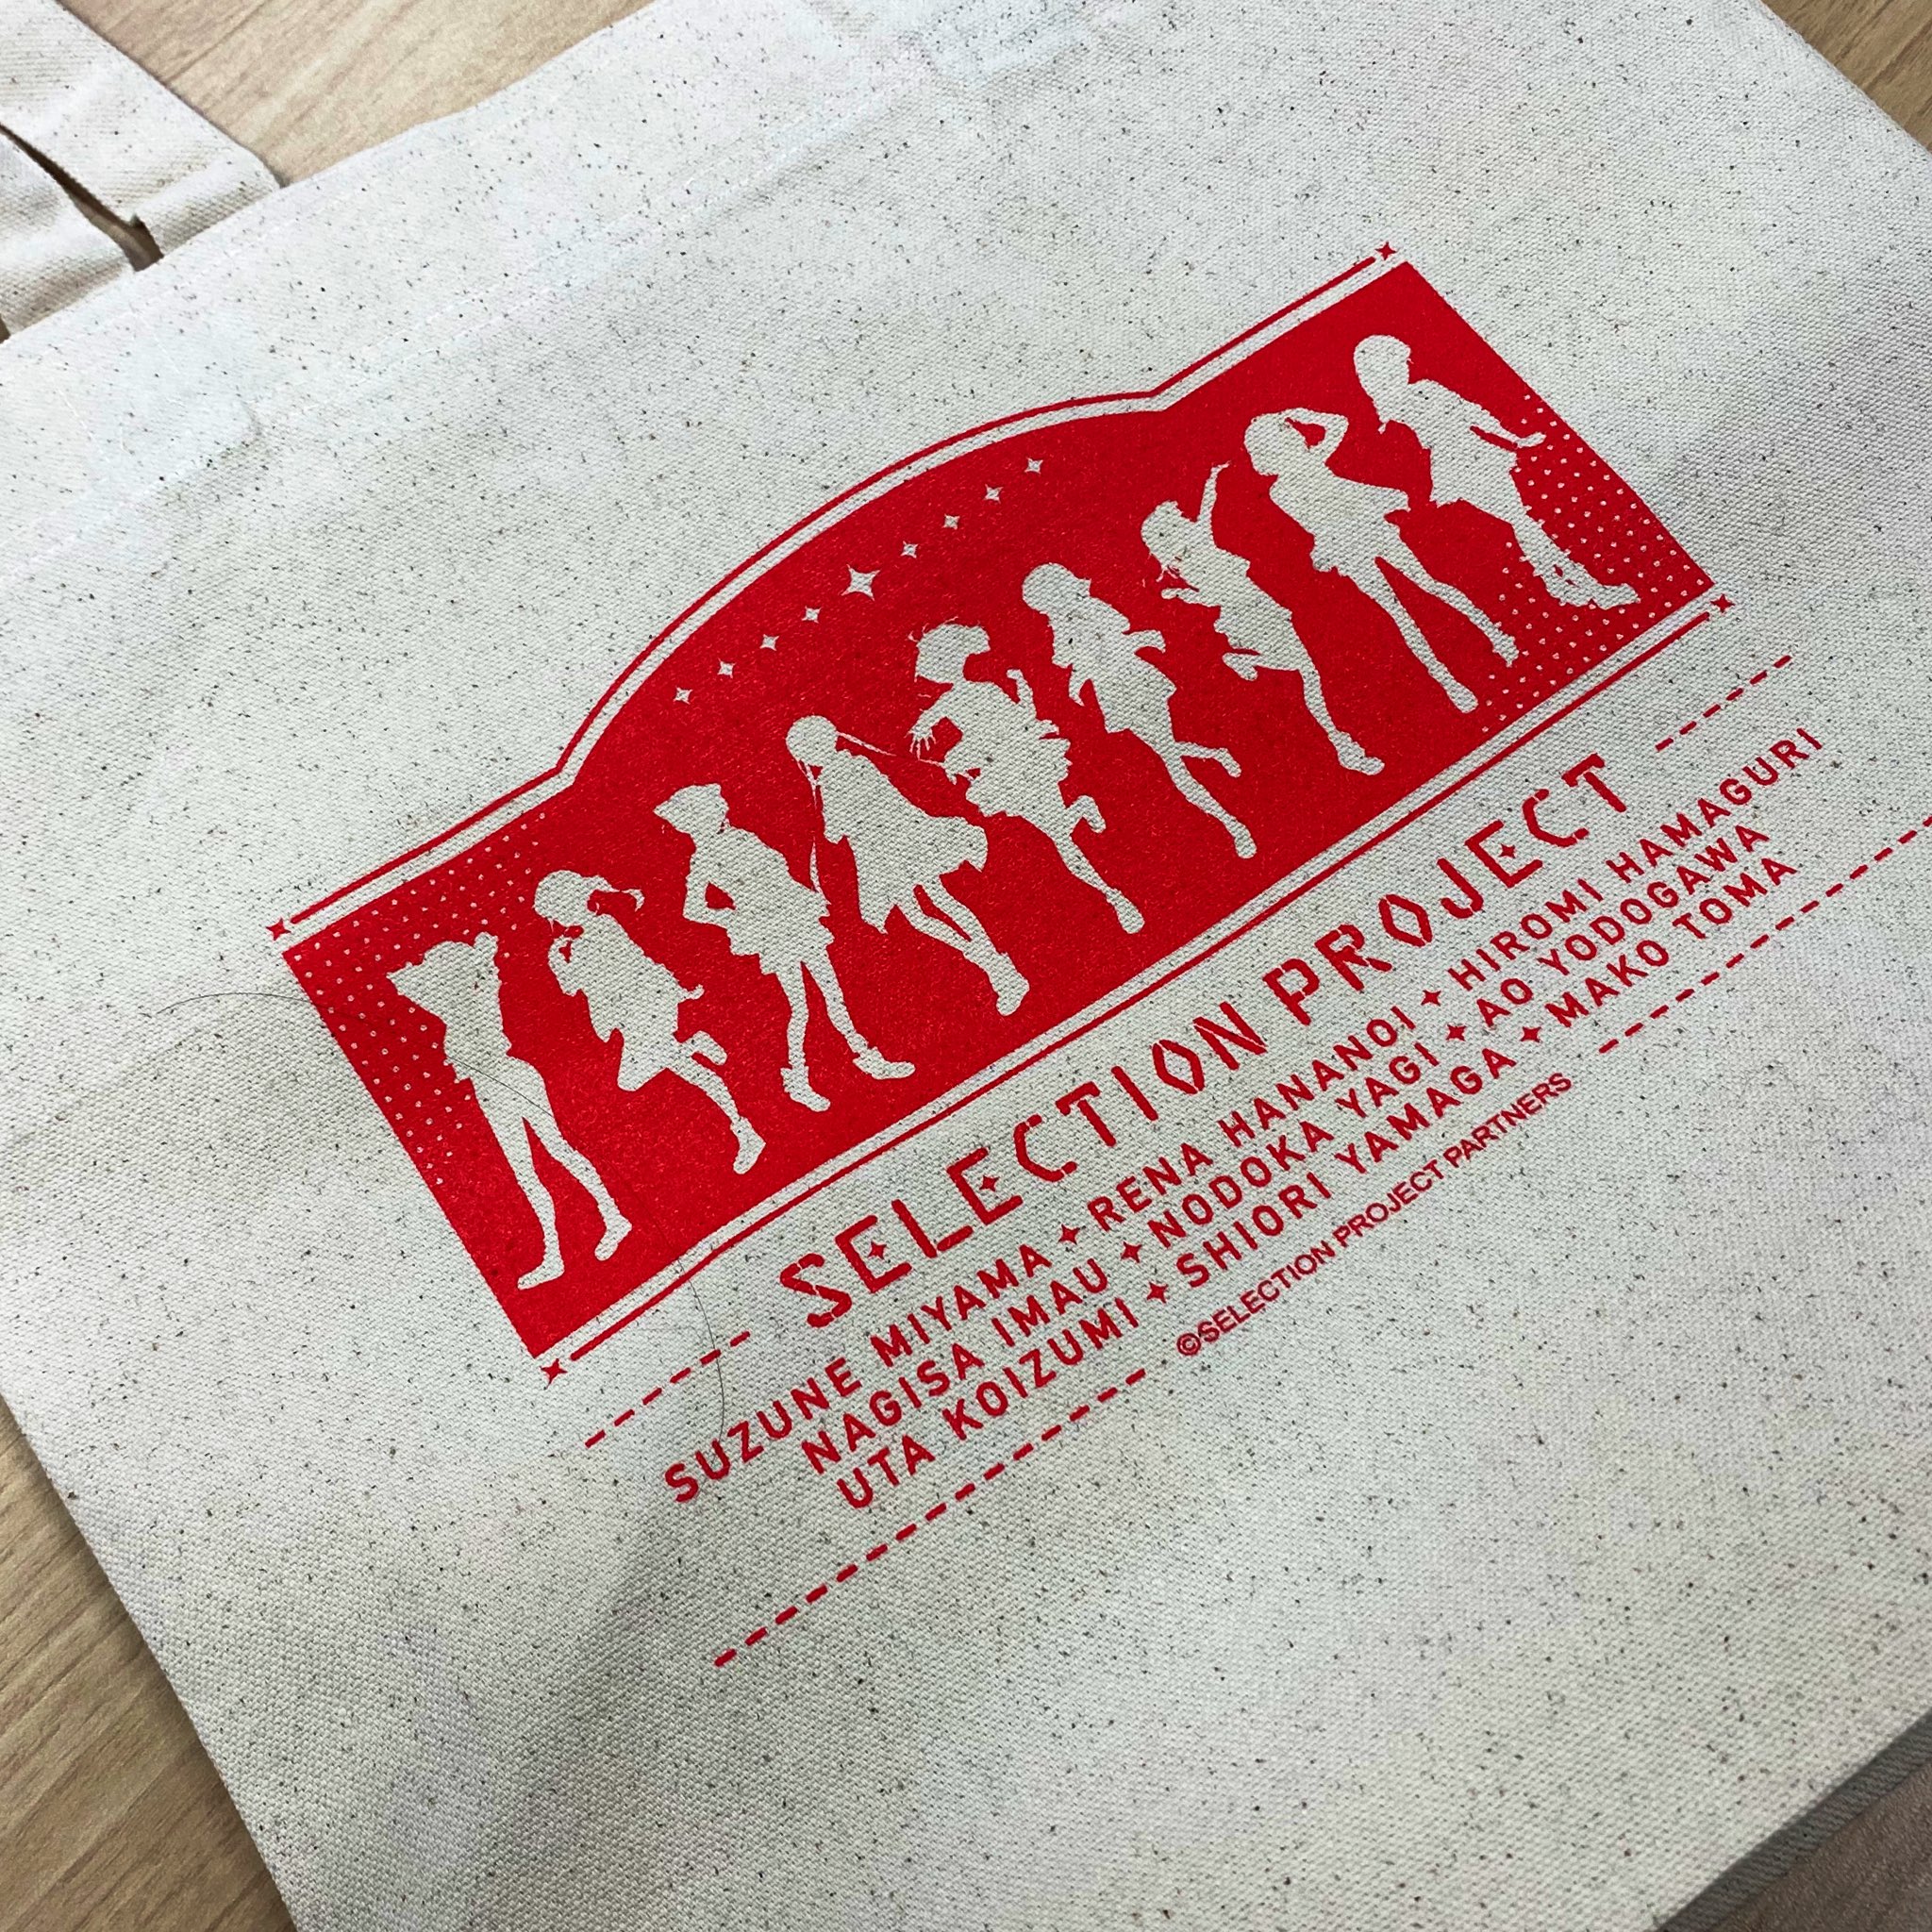 SELECTION PROJECT
SUZUNE MIYAMA ✦ RENA HANANOI ✦ HIROMI HAMAGURI
NAGISA IMAU ✦ NODOKA YAGI ✦ AO YODOGAWA
UTA KOIZUMI ✦ SHIORI YAMAGA ✦ MAKO TOMA
©SELECTION PROJECT PARTNERS